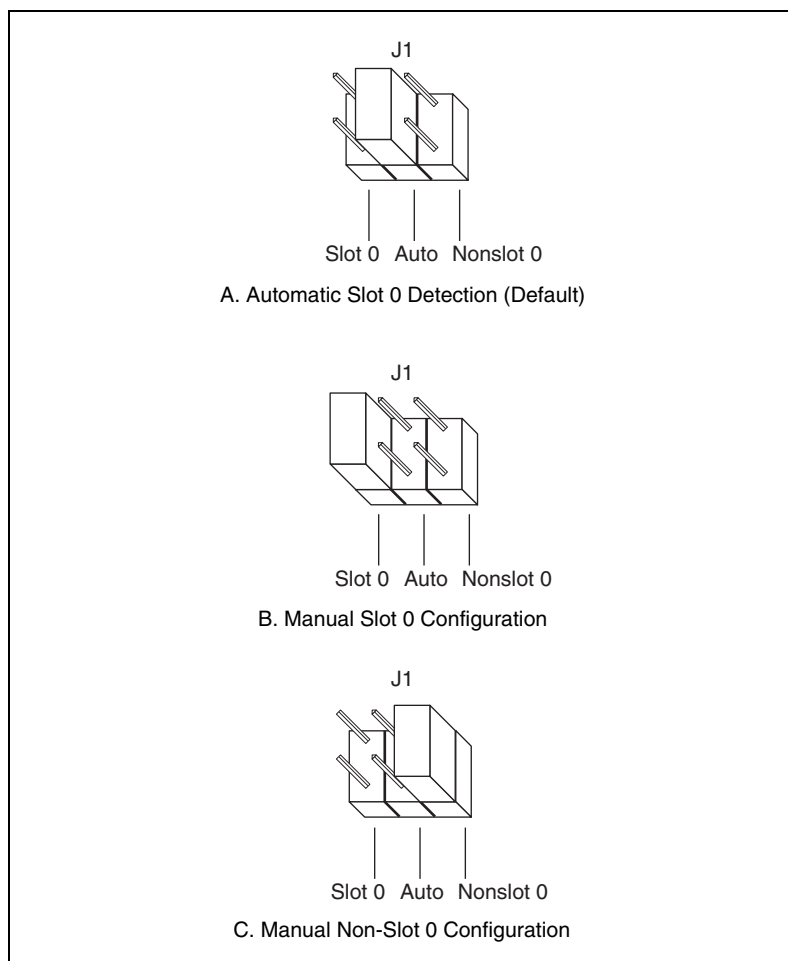 J1
Slot 0 Auto Nonslot 0
A. Automatic Slot 0 Detection (Default)
J1
Slot 0 Auto Nonslot 0
B. Manual Slot 0 Configuration
J1
Slot 0 Auto Nonslot 0
C. Manual Non-Slot 0 Configuration